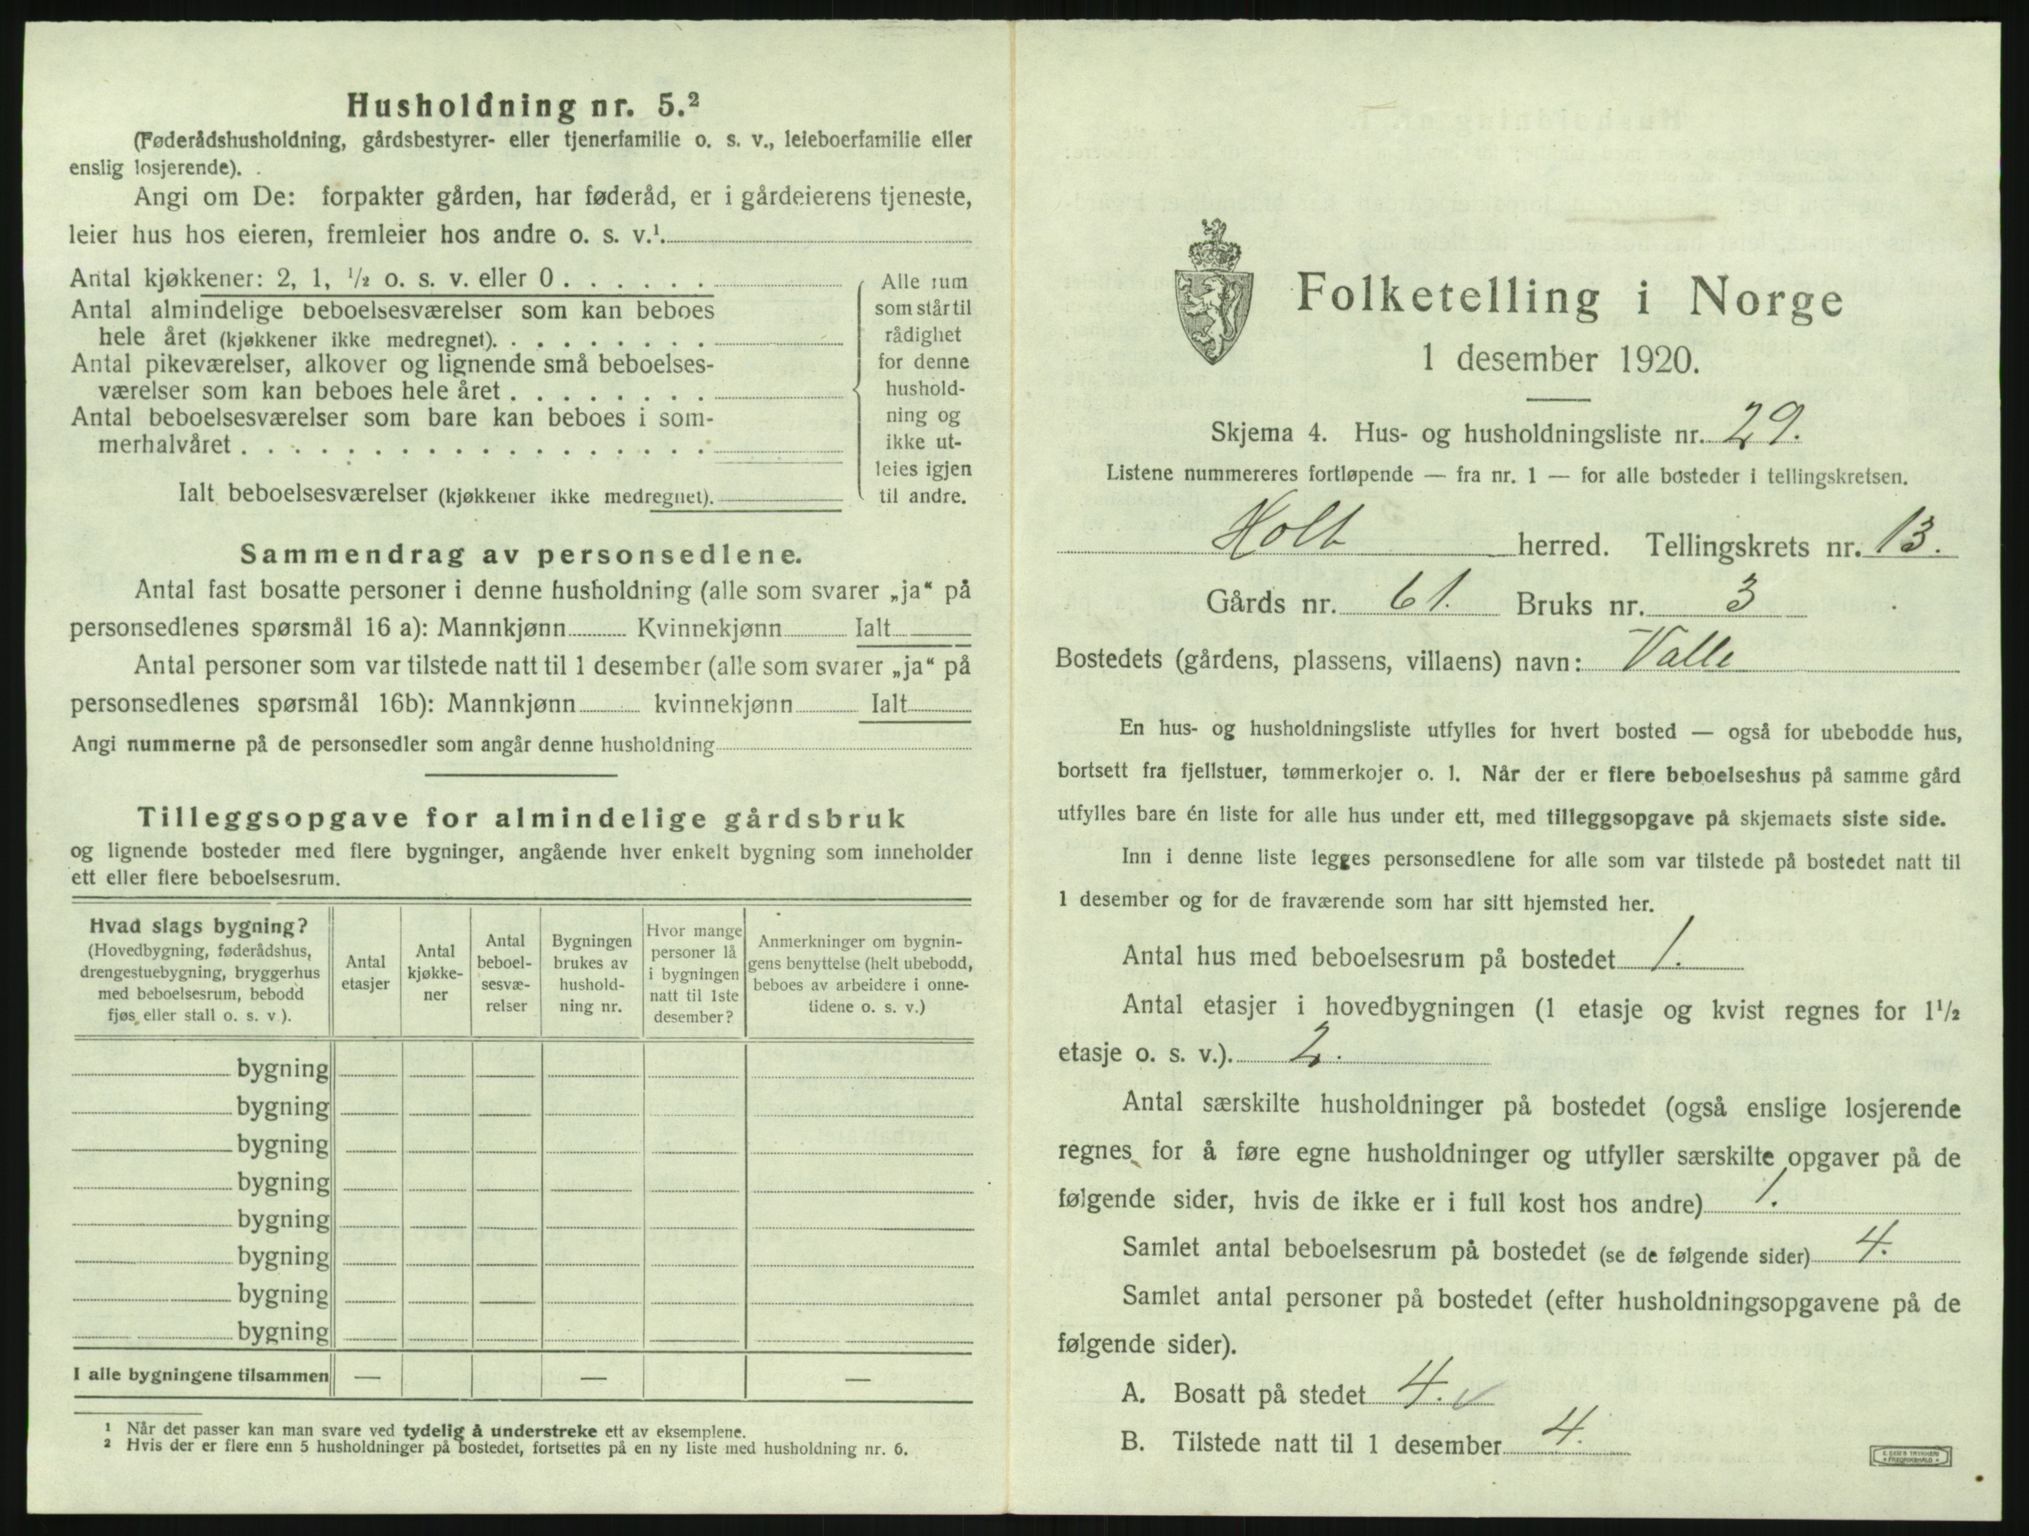 Husholdning nr. 5.²
(Føderådshusholdning, gårdsbestyrer- eller tjenerfamilie o. s. v., leieboerfamilie eller
enslig losjerende).
Angi om De: forpakter gården, har føderåd, er i gårdeierens tjeneste,
leier hus hos eieren, fremleier hos andre o. s. v.¹
Antal kjøkkener: 2, 1, ½ o. s. v. eller 0 . . . . . .
Antal almindelige beboelsesværelser som kan beboes
hele året (kjøkkener ikke medregnet). . . . . . . . .
Antal pikeværelser, alkover og lignende små beboelses-
værelser som kan beboes hele året . . . . . . . .
Antal beboelsesværelser som bare kan beboes i som-
merhalvåret . . . . . . . . . . . . . . . . . .
Ialt beboelsesværelser (kjøkkener ikke medregnet).
Alle rum
som står til
rådighet
for denne
hushold-
ning og
ikke ut-
leies igjen
til andre.
Sammendrag av personsedlene.
Antal fast bosatte personer i denne husholdning (alle som svarer „ja“ på
personsedlenes spørsmål 16 a): Mannkjønn Kvinnekjønn Ialt
Antal personer som var tilstede natt til 1 desember (alle som svarer „ja“ på
personsedlenes spørsmål 16b): Mannkjønn kvinnekjønn Ialt
Angi nummerne på de personsedler som angår denne husholdning
Tilleggsopgave for almindelige gårdsbruk
og lignende bosteder med flere bygninger, angående hver enkelt bygning som inneholder
ett eller flere beboelsesrum.
Hvad slags bygning?
(Hovedbygning, føderådshus,
drengestuebygning, bryggerhus
med beboelsesrum, bebodd
fjøs eller stall o. s. v.).
Antal
etasjer
Antal
kjøkke-
ner
Antal
beboel-
sesvæ-
relser
Bygningen
brukes av
hushold-
ning nr.
Hvor mange
personer lå
i bygningen
natt til 1ste
desember?
Anmerkninger om bygnin-
gens benyttelse (helt ubebodd,
beboes av arbeidere i onne-
tidene o. s. v.)
bygning
bygning
bygning
bygning
bygning
bygning
bygning
bygning
I alle bygningene tilsammen — — —
¹ Når det passer kan man svare ved tydelig å understreke ett av eksemplene.
² Hvis der er flere enn 5 husholdninger på bostedet, fortsettes på en ny liste med husholdning nr. 6.
Folketelling i Norge
1 desember 1920.
Skjema 4. Hus- og husholdningsliste nr. 29.
Listene nummereres fortløpende — fra nr. 1 — for alle bosteder i tellingskretsen.
Holt herred. Tellingskrets nr. 13.
Gårds nr. 61. Bruks nr. 3
Bostedets (gårdens, plassens, villaens) navn: Valle
En hus- og husholdningsliste utfylles for hvert bosted — også for ubebodde hus,
bortsett fra fjellstuer, tømmerkojer o. l. Når der er flere beboelseshus på samme gård
utfylles bare én liste for alle hus under ett, med tilleggsopgave på skjemaets siste side.
Inn i denne liste legges personsedlene for alle som var tilstede på bostedet natt til
1 desember og for de fraværende som har sitt hjemsted her.
Antal hus med beboelsesrum på bostedet 1.
Antal etasjer i hovedbygningen (1 etasje og kvist regnes for 1½
etasje o. s. v.). 2.
Antal særskilte husholdninger på bostedet (også enslige losjerende
regnes for å føre egne husholdninger og utfyller særskilte opgaver på de
følgende sider, hvis de ikke er i full kost hos andre) 1.
Samlet antal beboelsesrum på bostedet (se de følgende sider) 4.
Samlet antal personer på bostedet (efter husholdningsopgavene på de
følgende sider).
A. Bosatt på stedet 4. ✓
B. Tilstede natt til 1 desember 4.